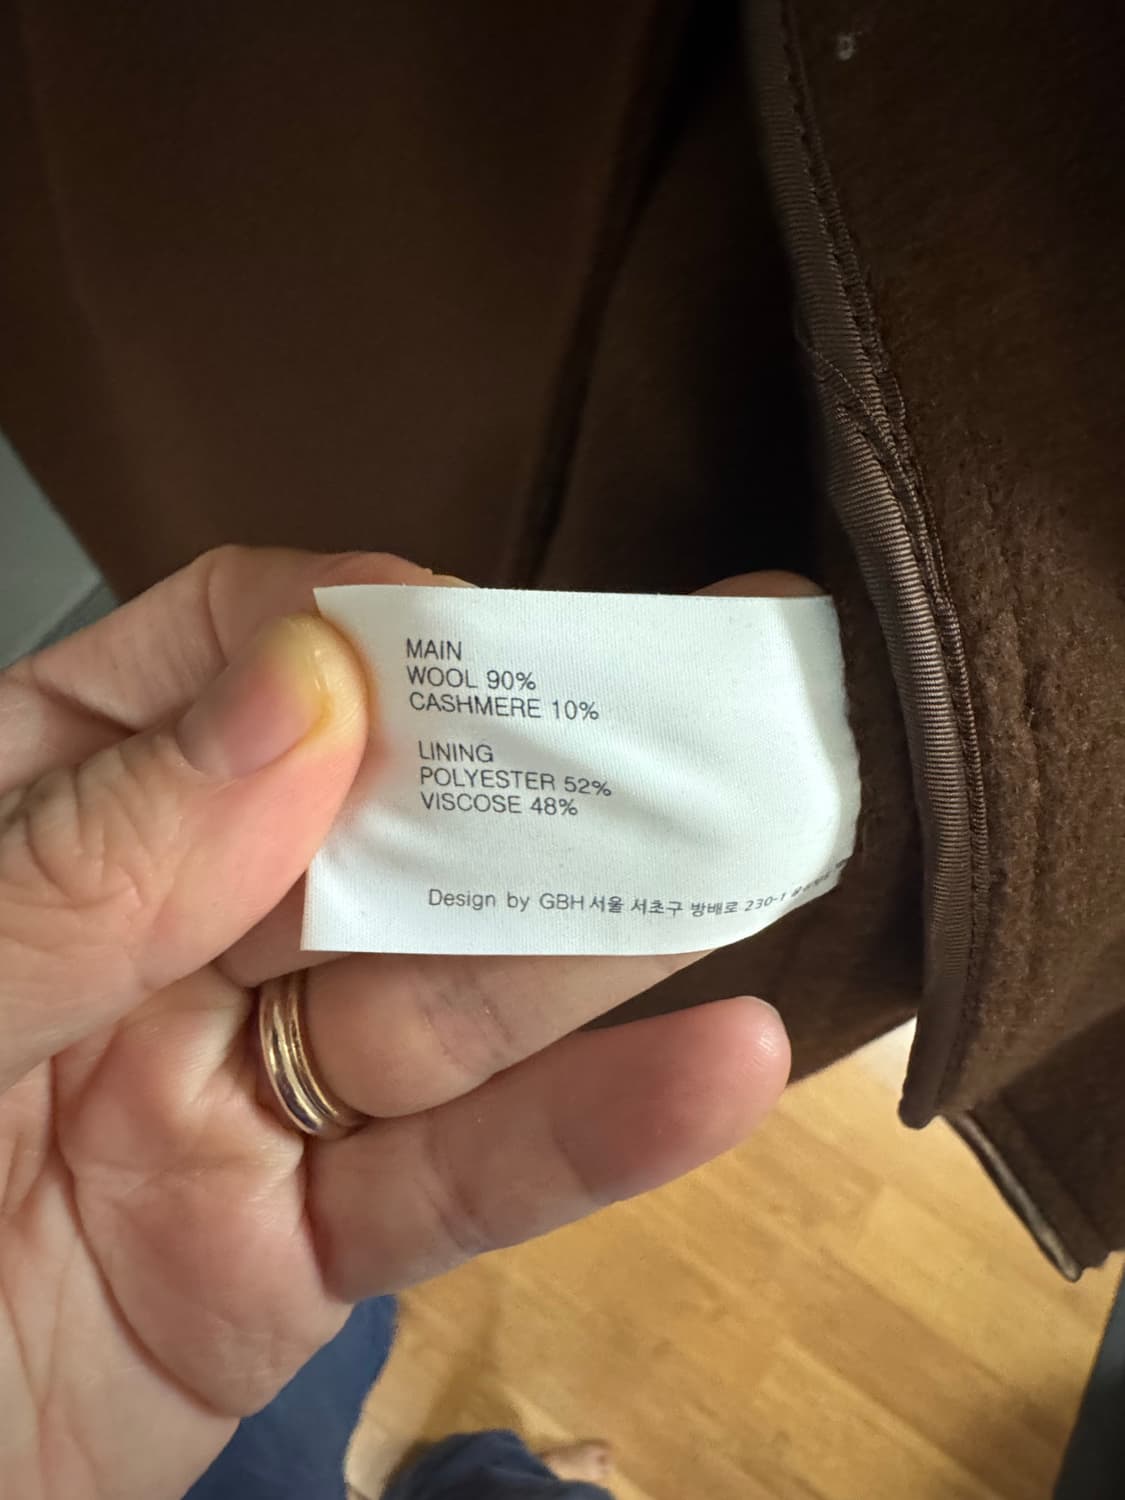 MAIN
WOOL 90%
CASHMERE 10%
LINING
POLYESTER 52%
VISCOSE 48%
Design by GBH 서울 서초구 방배로 230-1